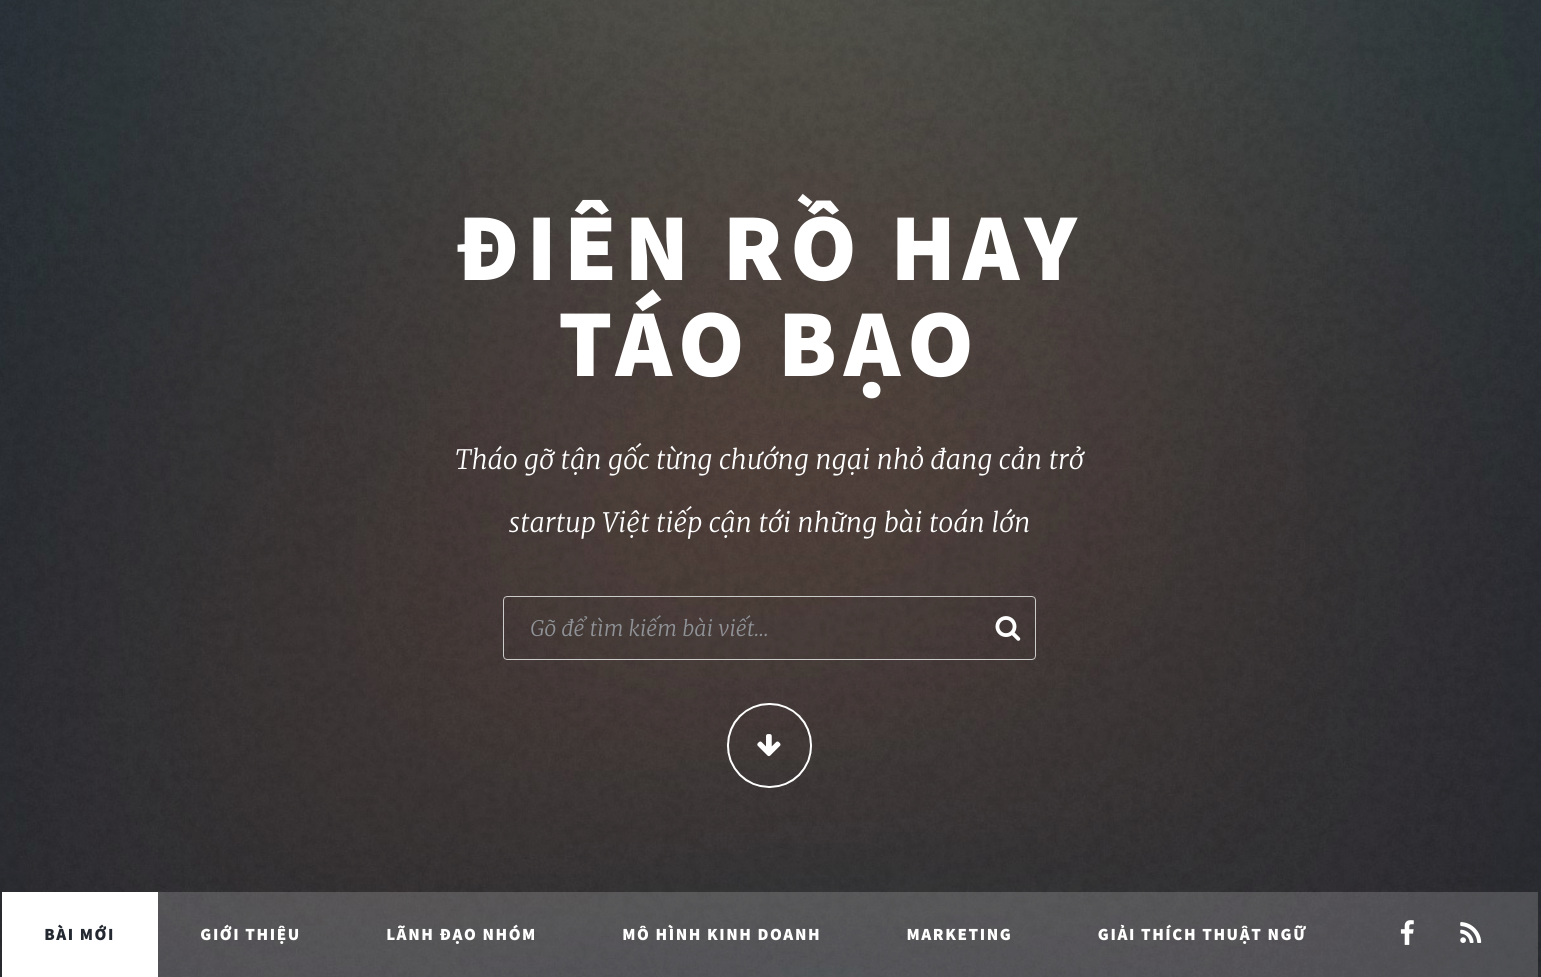 ĐIÊN RỒ HAY
TÁO BẠO
Tháo gỡ tận gốc từng chướng ngại nhỏ đang cản trở
startup Việt tiếp cận tới những bài toán lớn
Gõ để tìm kiếm bài viết...
BÀI MỚI
GIỚI THIỆU
LÃNH ĐẠO NHÓM
MÔ HÌNH KINH DOANH
MARKETING
GIẢI THÍCH THUẬT NGỮ